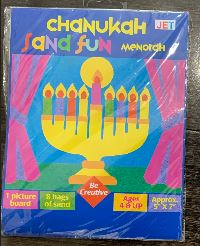 chanukah
JET
sand fun
menorah
1 picture board
8 bags of sand
Be Creative
Ages 4 & UP
Approx. 5" X 7"